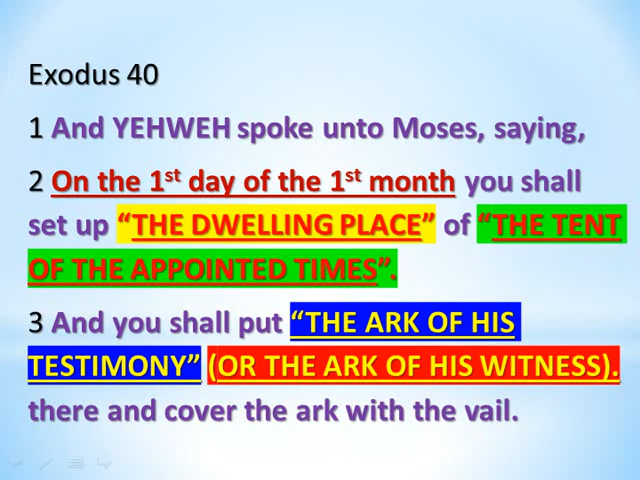 Exodus 40
1 And YEHWEH spoke unto Moses, saying,
2 On the 1st day of the 1st month you shall
set up “THE DWELLING PLACE” of “THE TENT
OF THE APPOINTED TIMES”.
3 And you shall put “THE ARK OF HIS
TESTIMONY” (OR THE ARK OF HIS WITNESS).
there and cover the ark with the vail.